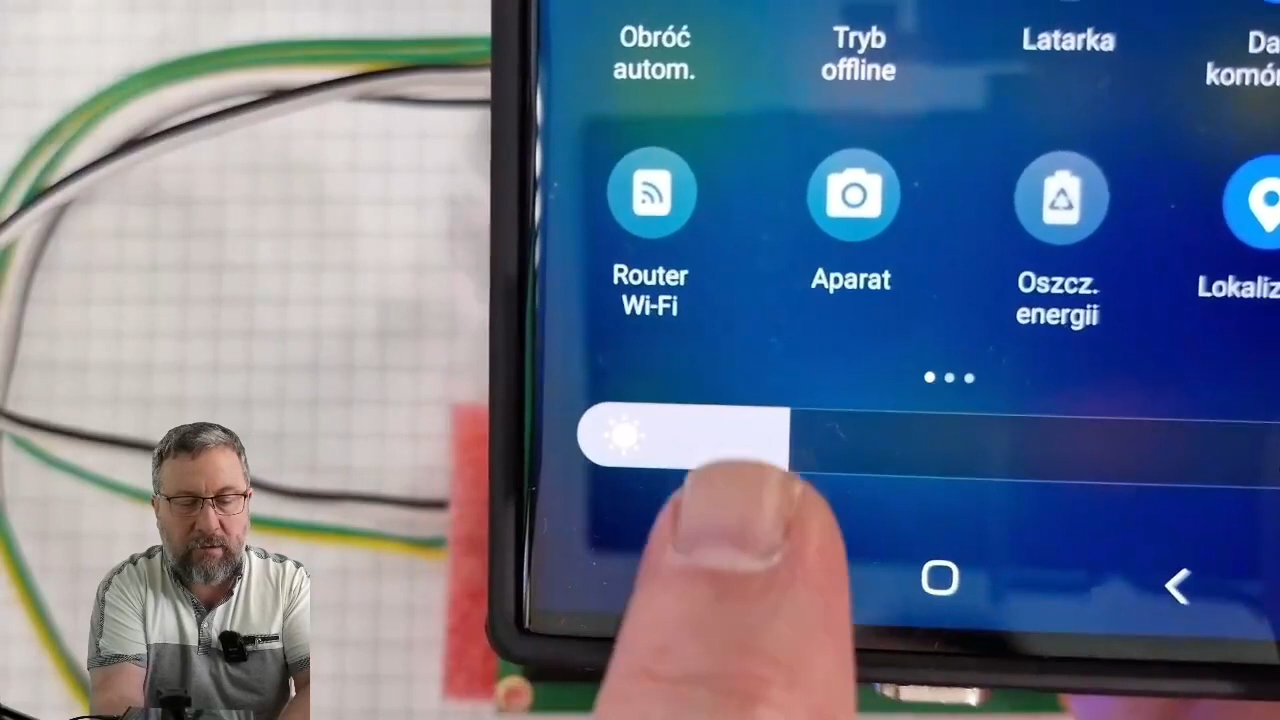 Obróć
autom.
Tryb
offline
Latarka
Router
Wi-Fi
Aparat
Oszcz.
energii